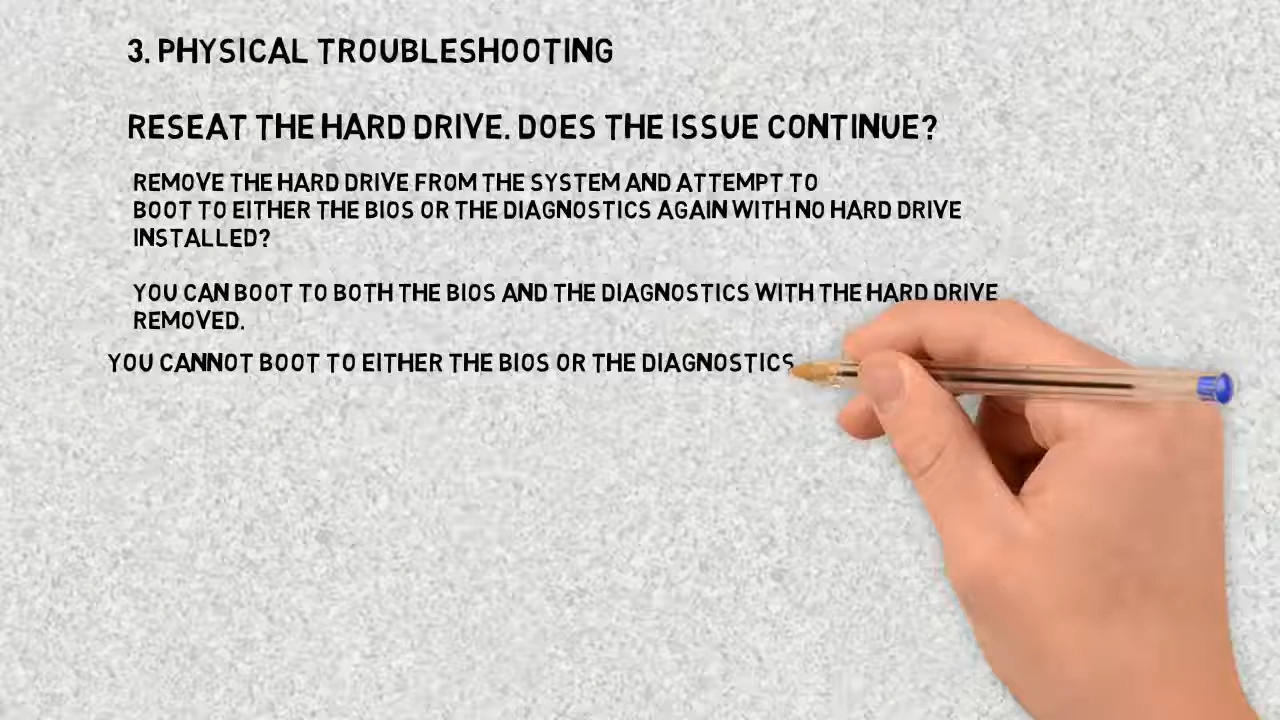 3. PHYSICAL TROUBLESHOOTING
RESEAT THE HARD DRIVE. DOES THE ISSUE CONTINUE?
REMOVE THE HARD DRIVE FROM THE SYSTEM AND ATTEMPT TO
BOOT TO EITHER THE BIOS OR THE DIAGNOSTICS AGAIN WITH NO HARD DRIVE
INSTALLED?
YOU CAN BOOT TO BOTH THE BIOS AND THE DIAGNOSTICS WITH THE HARD DRIVE
REMOVED.
YOU CANNOT BOOT TO EITHER THE BIOS OR THE DIAGNOSTICS